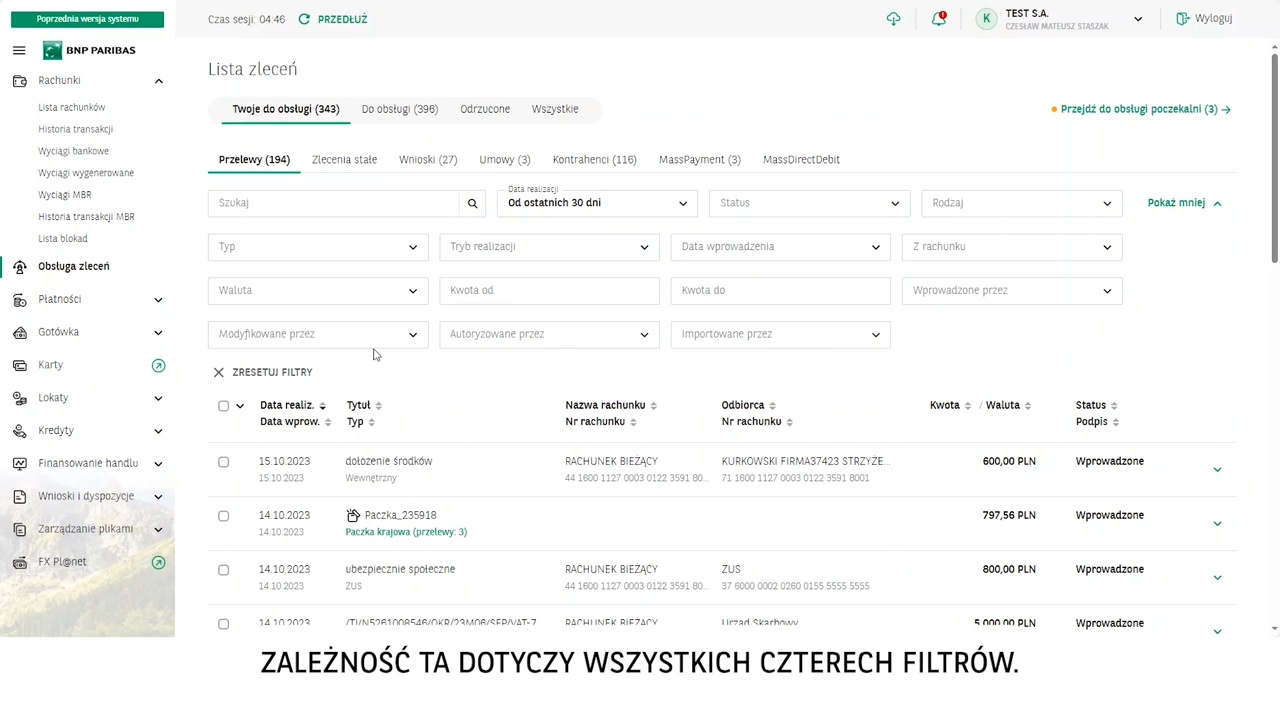 Poprzednia wersja systemu
Czas sesji: 04:46 PRZEDŁUŻ
K
TEST S.A.
CZESŁAW MATEUSZ STASZAK
Wyloguj
BNP PARIBAS
Rachunki
Lista rachunków
Historia transakcji
Wyciągi bankowe
Wyciągi wygenerowane
Wyciągi MBR
Historia transakcji MBR
Lista blokad
Obsługa zleceń
Płatności
Gotówka
Karty
Lokaty
Kredyty
Finansowanie handlu
Wnioski i dyspozycje
Zarządzanie plikami
FX Pl@net
Lista zleceń
Twoje do obsługi (343) Do obsługi (396) Odrzucone Wszystkie
Przejdź do obsługi poczekalni (3)
Przelewy (194) Zlecenia stałe Wnioski (27) Umowy (3) Kontrahenci (116) MassPayment (3) MassDirectDebit
Szukaj
Data realizacji
Od ostatnich 30 dni
Status
Rodzaj
Pokaż mniej
Typ Tryb realizacji Data wprowadzenia Z rachunku
Waluta Kwota od Kwota do Wprowadzone przez
Modyfikowane przez Autoryzowane przez Importowane przez
ZRESETUJ FILTRY
Data realiz. Tytuł Nazwa rachunku Odbiorca Kwota / Waluta Status
Data wprow. Typ Nr rachunku Nr rachunku Podpis
15.10.2023 dołożenie środków RACHUNEK BIEŻĄCY KURKOWSKI FIRMA37423 STRZYŻE... 600,00 PLN Wprowadzone
15.10.2023 Wewnętrzny 44 1600 1127 0003 0122 3591 80... 71 1600 1127 0003 0122 3591 8001
14.10.2023 Paczka_235918 797,56 PLN Wprowadzone
14.10.2023 Paczka krajowa (przelewy: 3)
14.10.2023 ubezpiecznie społeczne RACHUNEK BIEŻĄCY ZUS 800,00 PLN Wprowadzone
14.10.2023 ZUS 44 1600 1127 0003 0122 3591 80... 37 6000 0002 0260 0155 5555 5555
14.10.2023 /TI/N5261008546/OKR/23M06/SFP/VAT-7 RACHUNEK BIEŻĄCY Urząd Skarbowy 5 000,00 PLN Wprowadzone
ZALEŻNOŚĆ TA DOTYCZY WSZYSTKICH CZTERECH FILTRÓW.